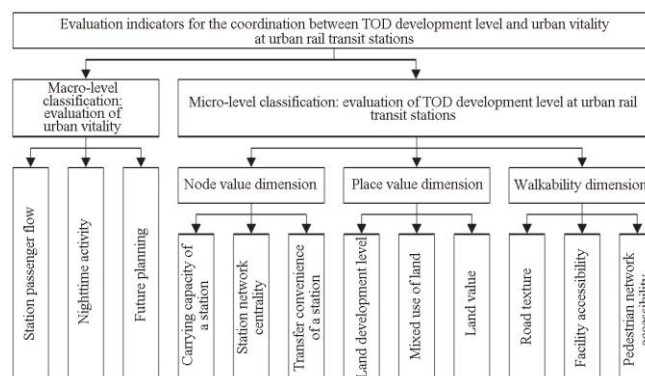 Evaluation indicators for the coordination between TOD development level and urban vitality
at urban rail transit stations
Macro-level
classification:
evaluation of
urban vitality
Micro-level classification: evaluation of TOD development level at urban rail
transit stations
Node value dimension
Place value dimension
Walkability dimension
Station passenger flow
Nighttime activity
Future planning
Carrying capacity of
a station
Station network
centrality
Transfer convenience
of a station
Land development level
Mixed use of land
Land value
Road texture
Facility accessibility
Pedestrian network
accessibility